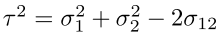 τ² = σ₁² + σ₂² − 2σ₁₂